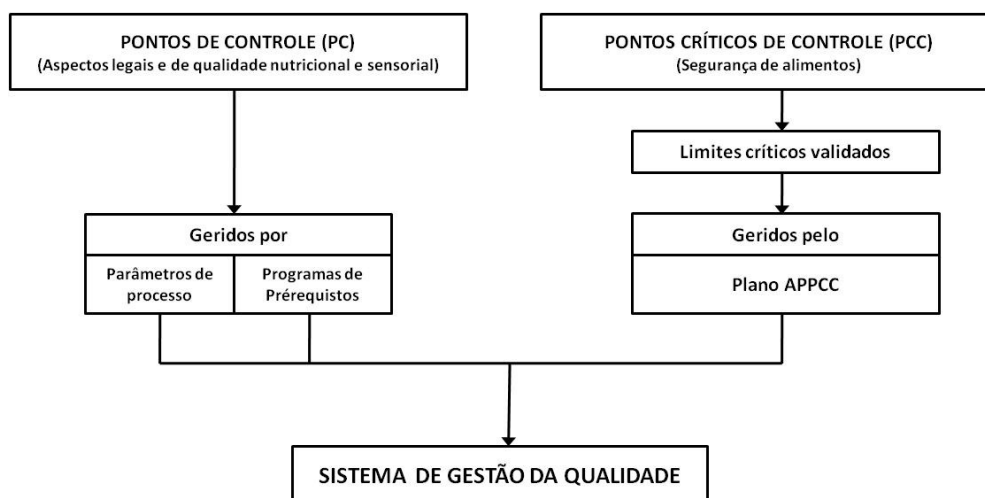 PONTOS DE CONTROLE (PC)
(Aspectos legais e de qualidade nutricional e sensorial)
PONTOS CRÍTICOS DE CONTROLE (PCC)
(Segurança de alimentos)
Limites críticos validados
Geridos por
Parâmetros de
processo
Programas de
Prérequistos
Geridos pelo
Plano APPCC
SISTEMA DE GESTÃO DA QUALIDADE